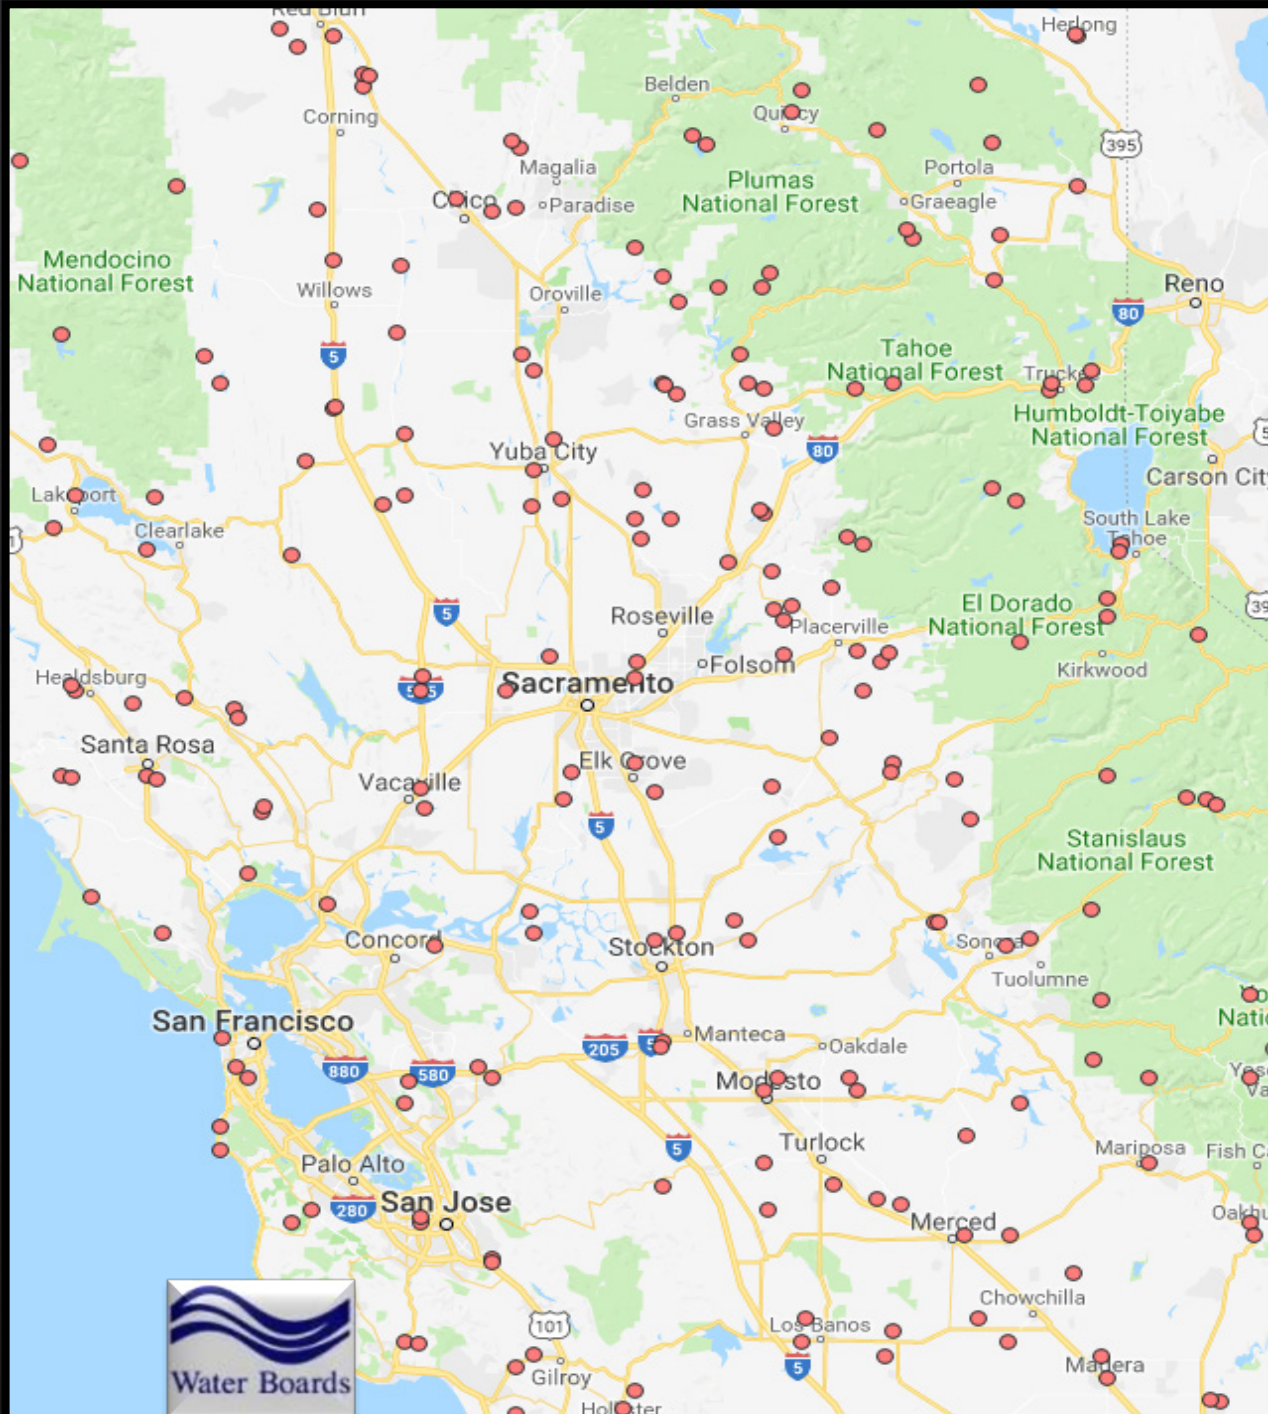 Red Bluff
Herlong
Belden
Corning
Quincy
395
Magalia
Portola
Plumas
National Forest
Chico
Paradise
Graeagle
Mendocino
National Forest
Willows
Oroville
Reno
80
5
Tahoe
National Forest
Truckee
Humboldt-Toiyabe
National Forest
Grass Valley
80
Yuba City
Carson City
Lakeport
Clearlake
South Lake
Tahoe
5
Roseville
Placerville
El Dorado
National Forest
Folsom
Kirkwood
Healdsburg
Sacramento
Santa Rosa
Elk Grove
Vacaville
5
Stanislaus
National Forest
Concord
Stockton
Sonora
Tuolumne
San Francisco
Manteca
205
5
Oakdale
880
580
Modesto
5
Turlock
Mariposa
Fish Ca
Palo Alto
280
San Jose
Merced
Oakhu
Chowchilla
101
Los Banos
5
Gilroy
Madera
Hollister
Water Boards